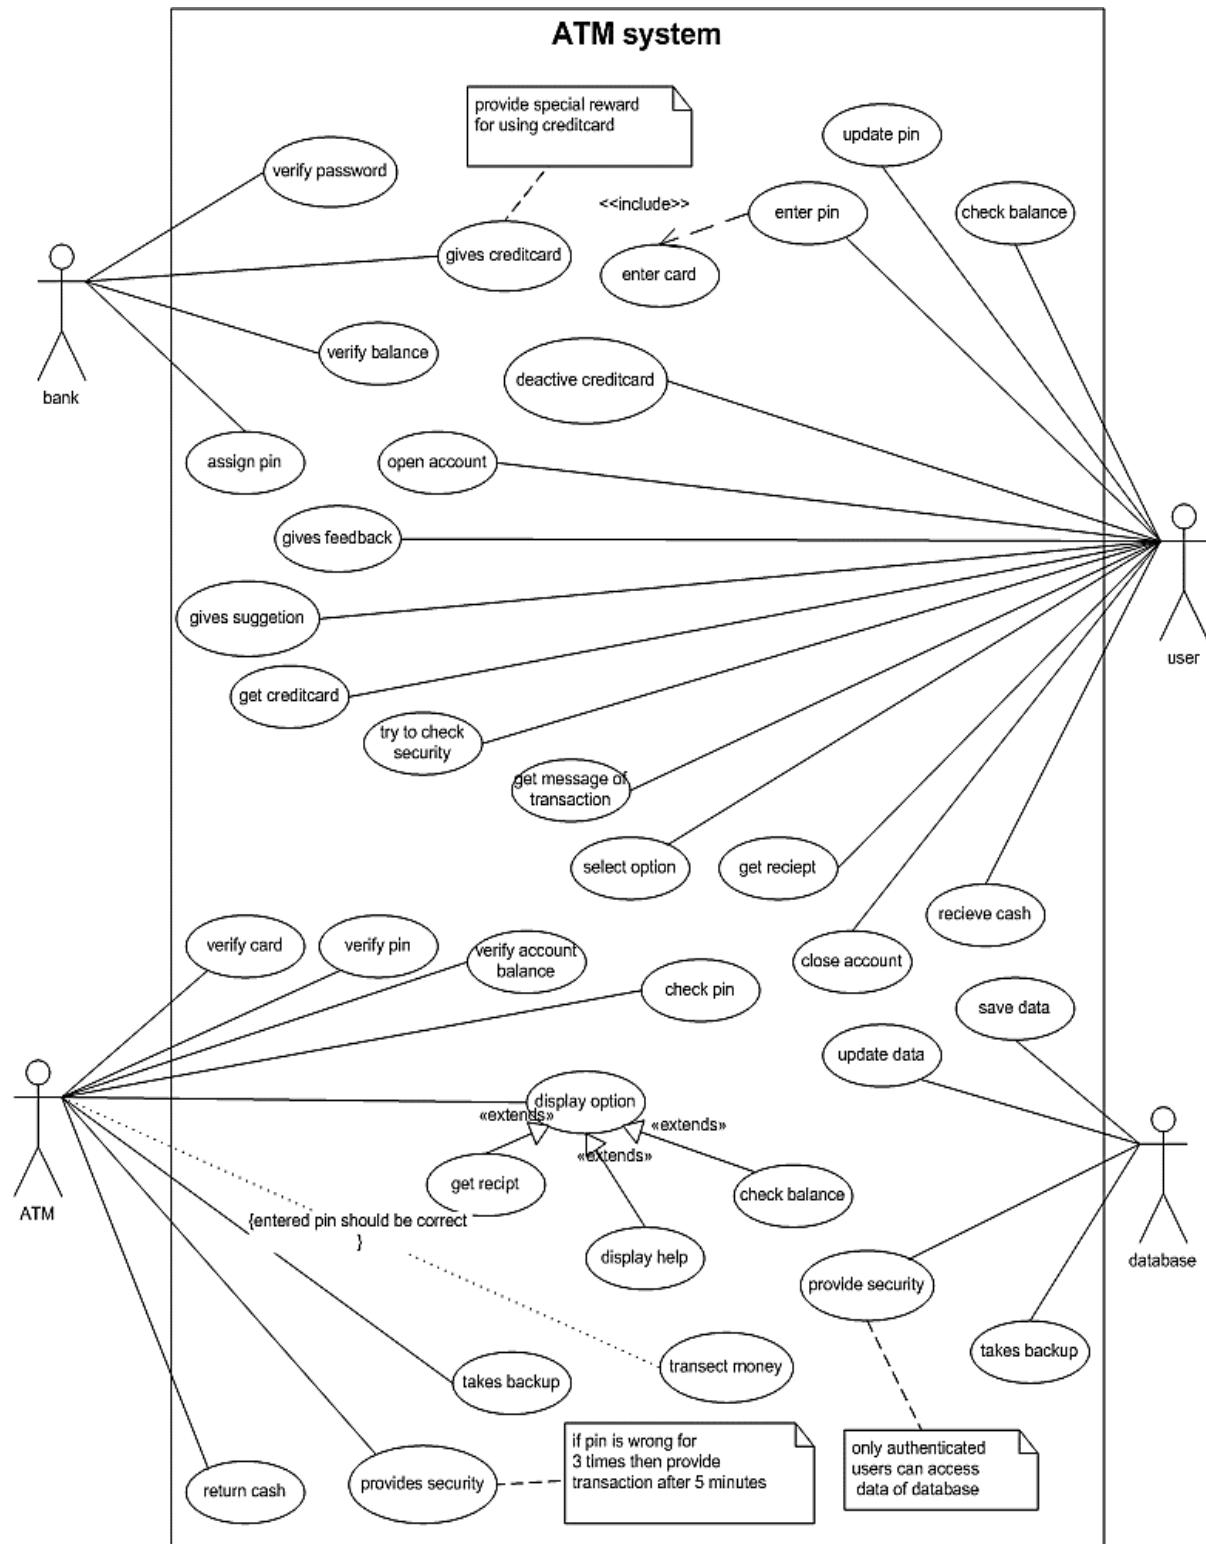 ATM system
provide special reward
for using creditcard
update pin
verify password
<<include>>
enter pin
check balance
gives creditcard
enter card
verify balance
deactive creditcard
bank
assign pin
open account
gives feedback
gives suggetion
user
get creditcard
try to check
security
get message of
transaction
select option
get reciept
recieve cash
verify card
verify pin
verify account
balance
close account
check pin
save data
update data
display option
«extends»
«extends»
«extends»
get recipt
check balance
ATM
{entered pin should be correct
}
display help
database
provide security
takes backup
transect money
takes backup
if pin is wrong for
3 times then provide
transaction after 5 minutes
only authenticated
users can access
data of database
return cash
provides security